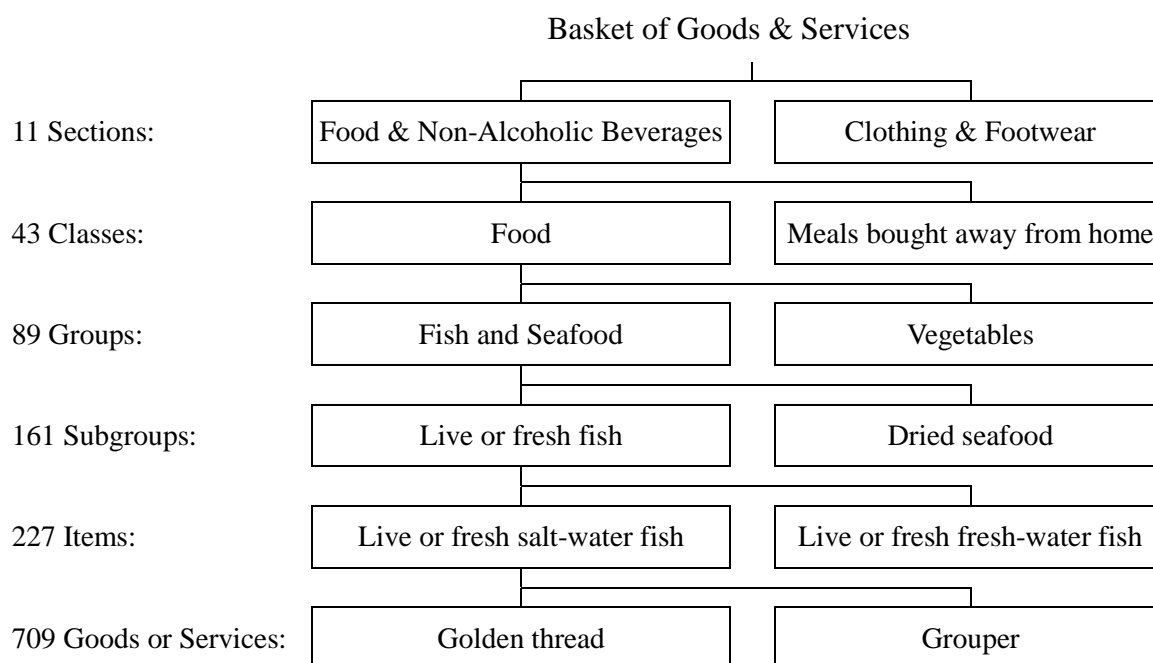 Basket of Goods & Services
11 Sections: Food & Non-Alcoholic Beverages Clothing & Footwear
43 Classes: Food Meals bought away from home
89 Groups: Fish and Seafood Vegetables
161 Subgroups: Live or fresh fish Dried seafood
227 Items: Live or fresh salt-water fish Live or fresh fresh-water fish
709 Goods or Services: Golden thread Grouper